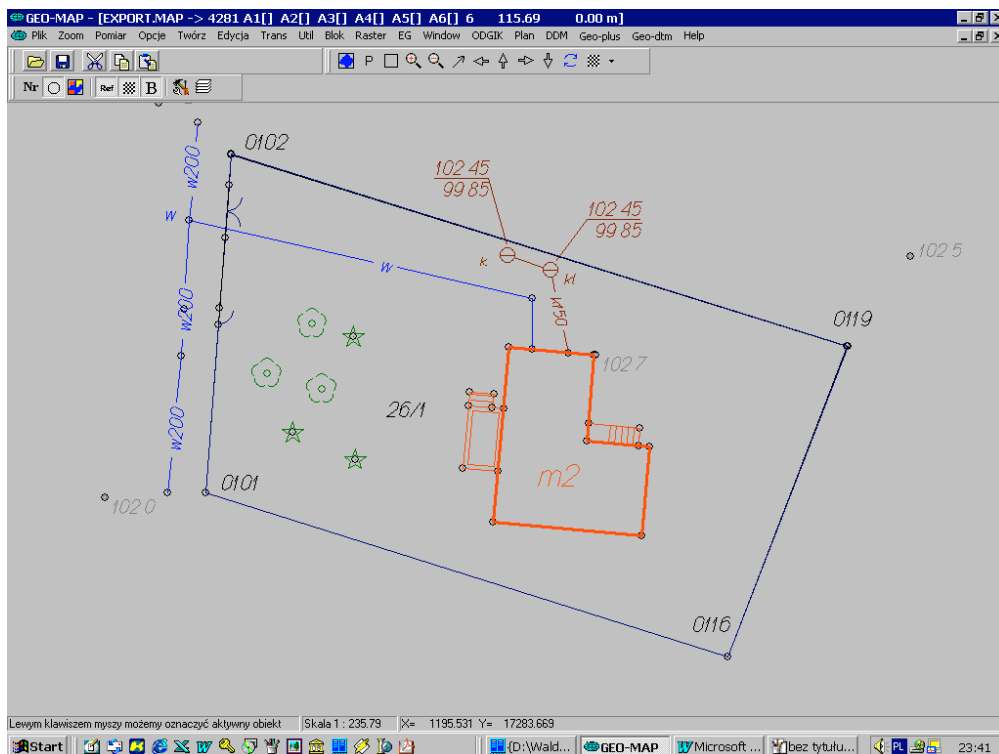 GEO-MAP - [EXPORT.MAP -> 4281 A1[] A2[] A3[] A4[] A5[] A6[] 6 115.69 0.00 m]
Plik Zoom Pomiar Opcje Twórz Edycja Trans Util Blok Raster EG Window ODGIK Plan DDM Geo-plus Geo-dtm Help
P
Nr Ref B
0102
w200
102 45
99 85
102 45
99 85
w
w
k
kl
102 5
w200
k150
0119
102 7
26/1
w200
m2
0101
102 0
0116
Lewym klawiszem myszy możemy oznaczyć aktywny obiekt Skala 1 : 235.79 X= 1195.531 Y= 17283.669
Start {D:\Wald... GEO-MAP Microsoft ... bez tytułu... PL 23:41